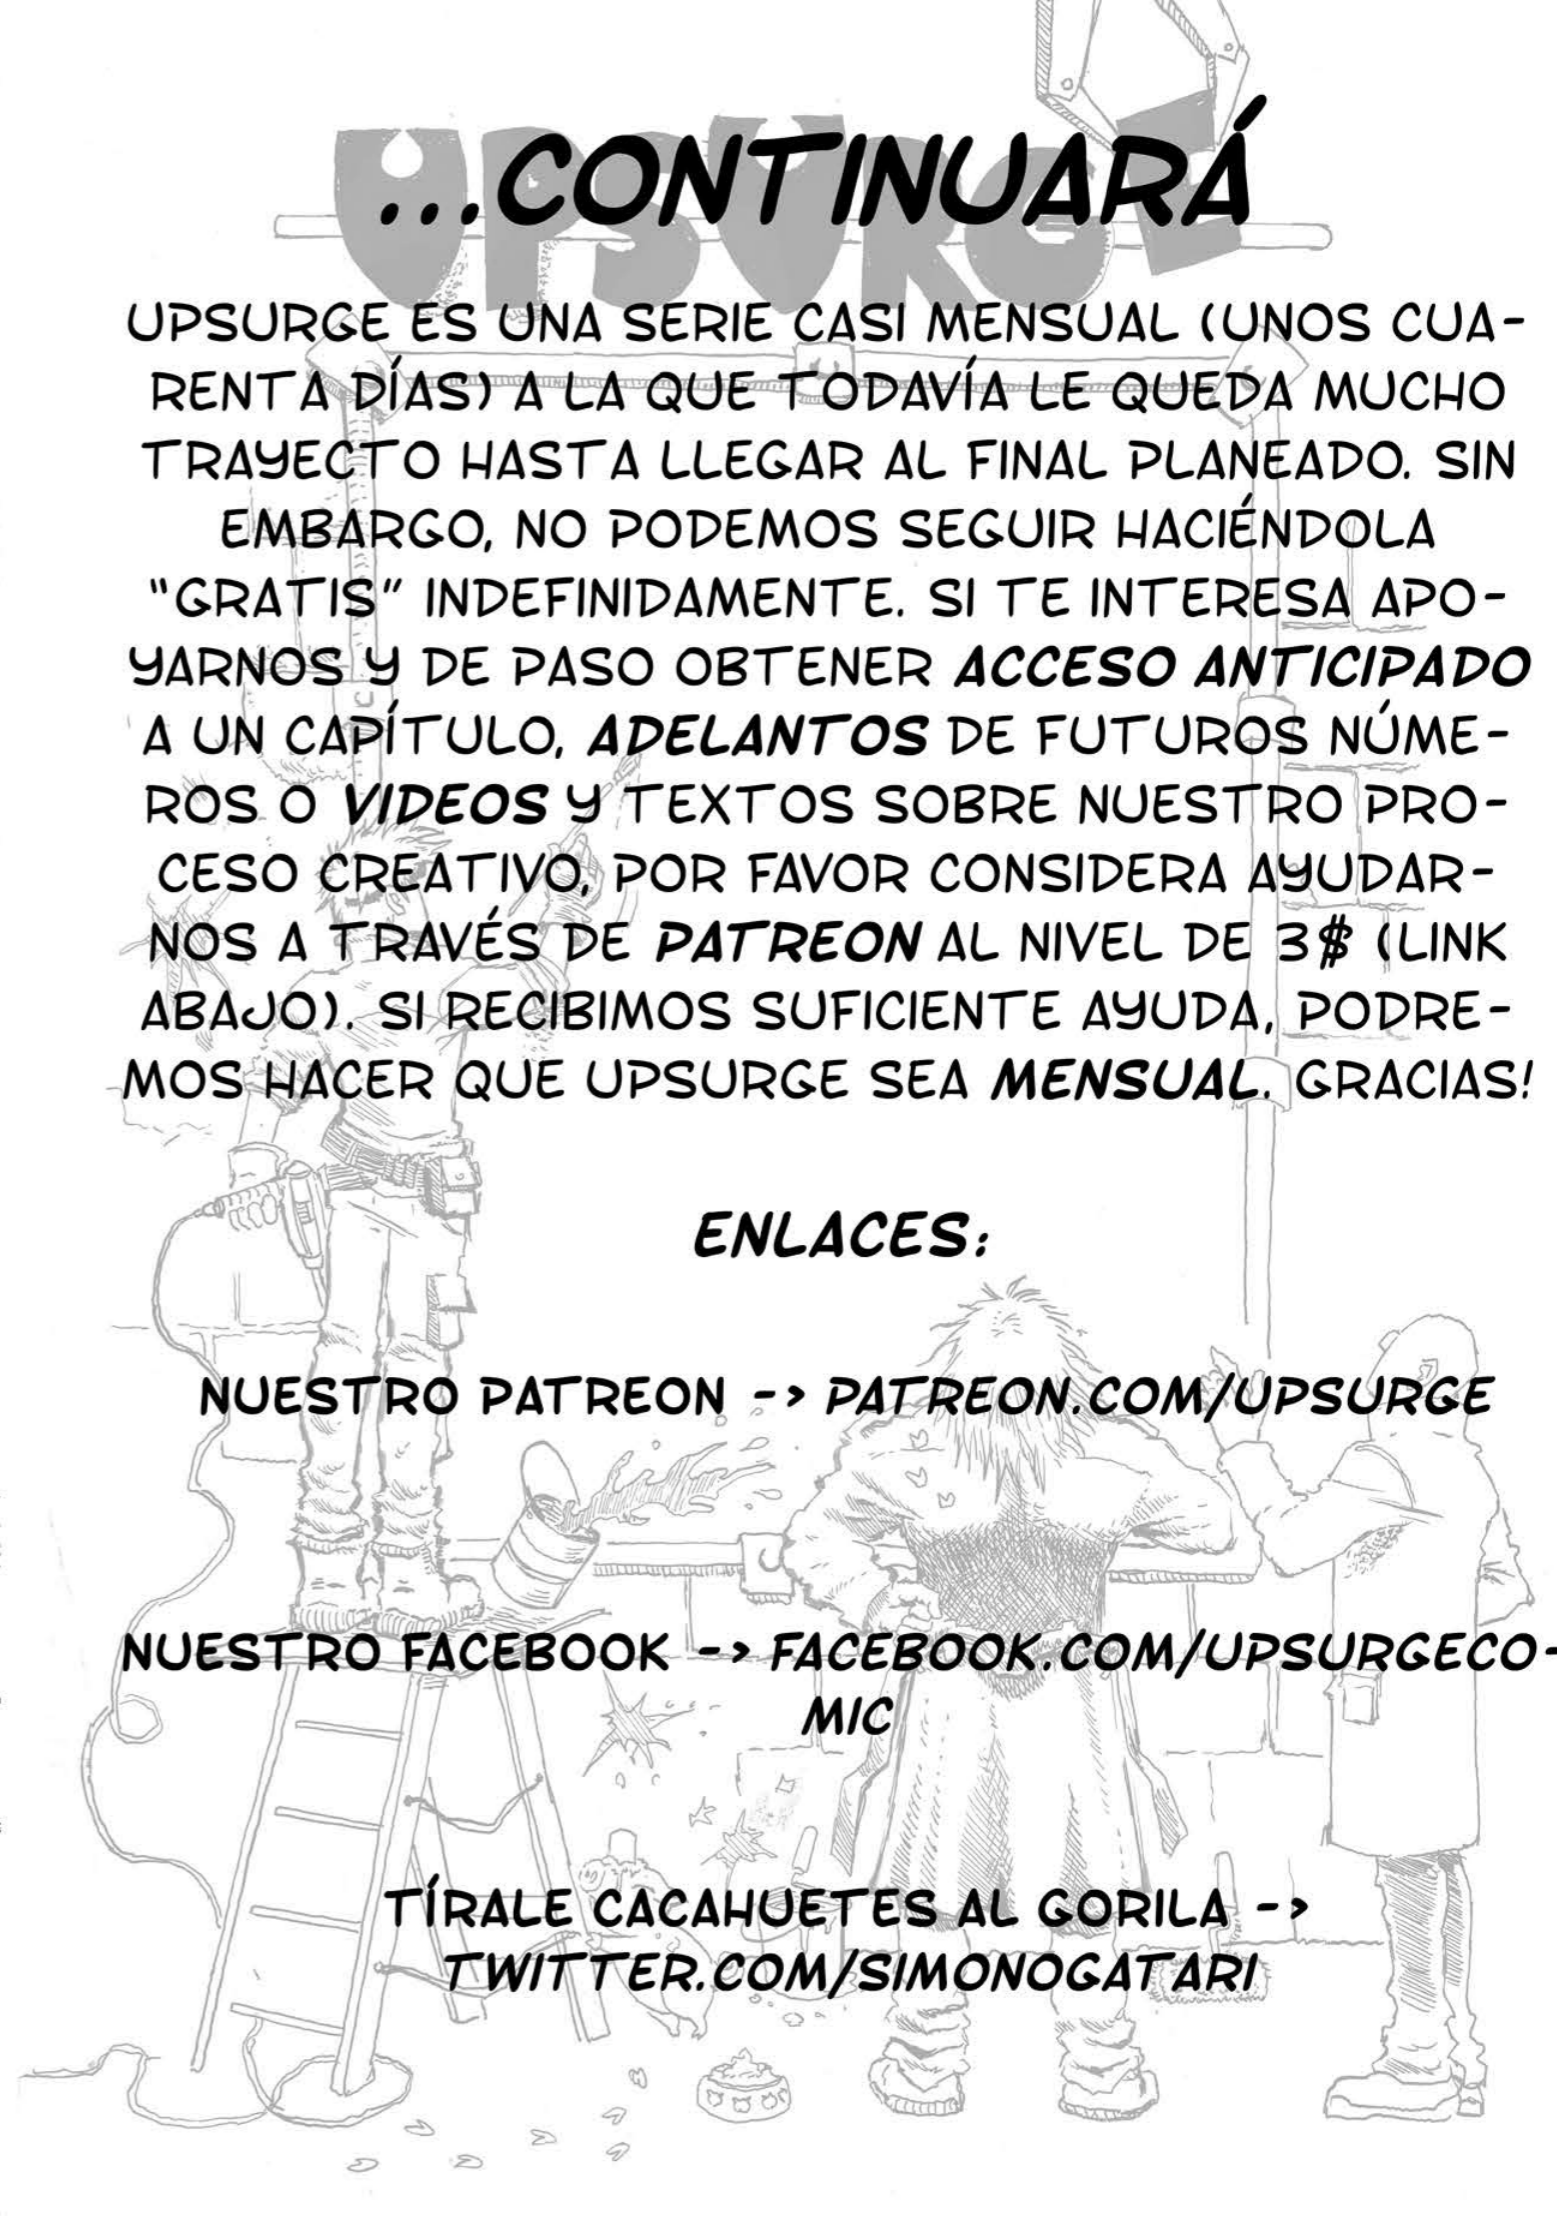 UPSURGE
...CONTINUARÁ
UPSURGE ES UNA SERIE CASI MENSUAL (UNOS CUA-
RENTA DÍAS) A LA QUE TODAVÍA LE QUEDA MUCHO
TRAYECTO HASTA LLEGAR AL FINAL PLANEADO. SIN
EMBARGO, NO PODEMOS SEGUIR HACIÉNDOLA
"GRATIS" INDEFINIDAMENTE. SI TE INTERESA APO-
YARNOS Y DE PASO OBTENER ACCESO ANTICIPADO
A UN CAPÍTULO, ADELANTOS DE FUTUROS NÚME-
ROS O VIDEOS Y TEXTOS SOBRE NUESTRO PRO-
CESO CREATIVO, POR FAVOR CONSIDERA AYUDAR-
NOS A TRAVÉS DE PATREON AL NIVEL DE 3$ (LINK
ABAJO). SI RECIBIMOS SUFICIENTE AYUDA, PODRE-
MOS HACER QUE UPSURGE SEA MENSUAL. GRACIAS!
ENLACES:
NUESTRO PATREON -> PATREON.COM/UPSURGE
NUESTRO FACEBOOK -> FACEBOOK.COM/UPSURGECO-
MIC
TÍRALE CACAHUETES AL GORILA ->
TWITTER.COM/SIMONOGATARI